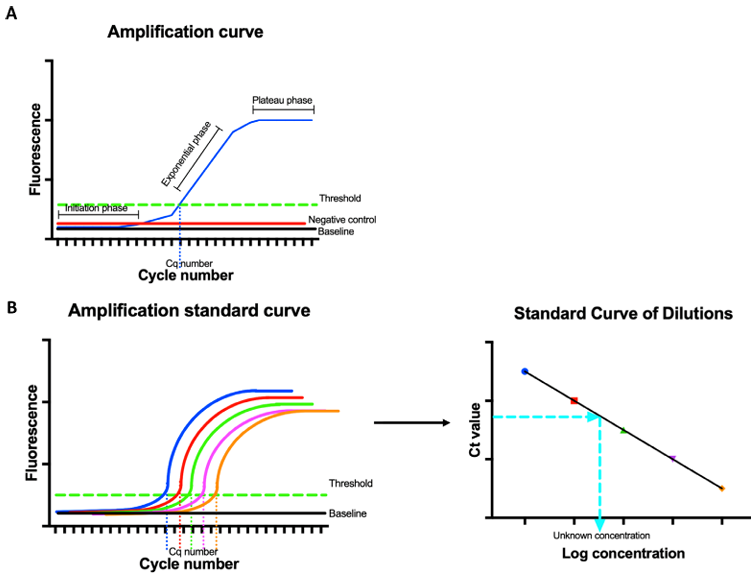 A
Amplification curve
Fluorescence
Plateau phase
Exponential phase
Initiation phase
Threshold
Negative control
Baseline
Cq number
Cycle number
B
Amplification standard curve
Fluorescence
Threshold
Baseline
Cq number
Cycle number
Standard Curve of Dilutions
Ct value
Unknown concentration
Log concentration